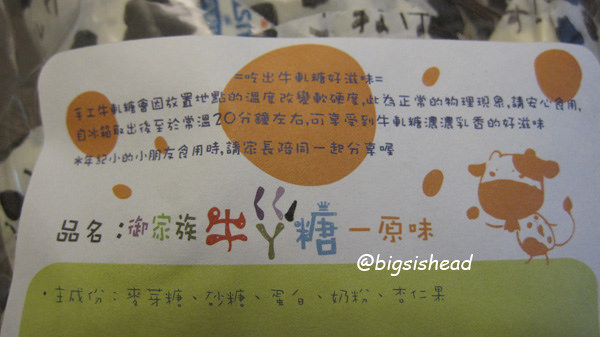 =吃出牛軋糖好滋味=
手工牛軋糖會因放置地點的溫度改變軟硬度,此為正常的物理現象,請安心食用,
自冰箱取出後至於常溫20分鐘左右,可享受到牛軋糖濃濃乳香的好滋味
*年紀小的小朋友食用時,請家長陪同一起分享喔
品名:御家族牛ㄍㄚ糖-原味
@bigsishead
·主成份:麥芽糖、砂糖、蛋白、奶粉、杏仁果